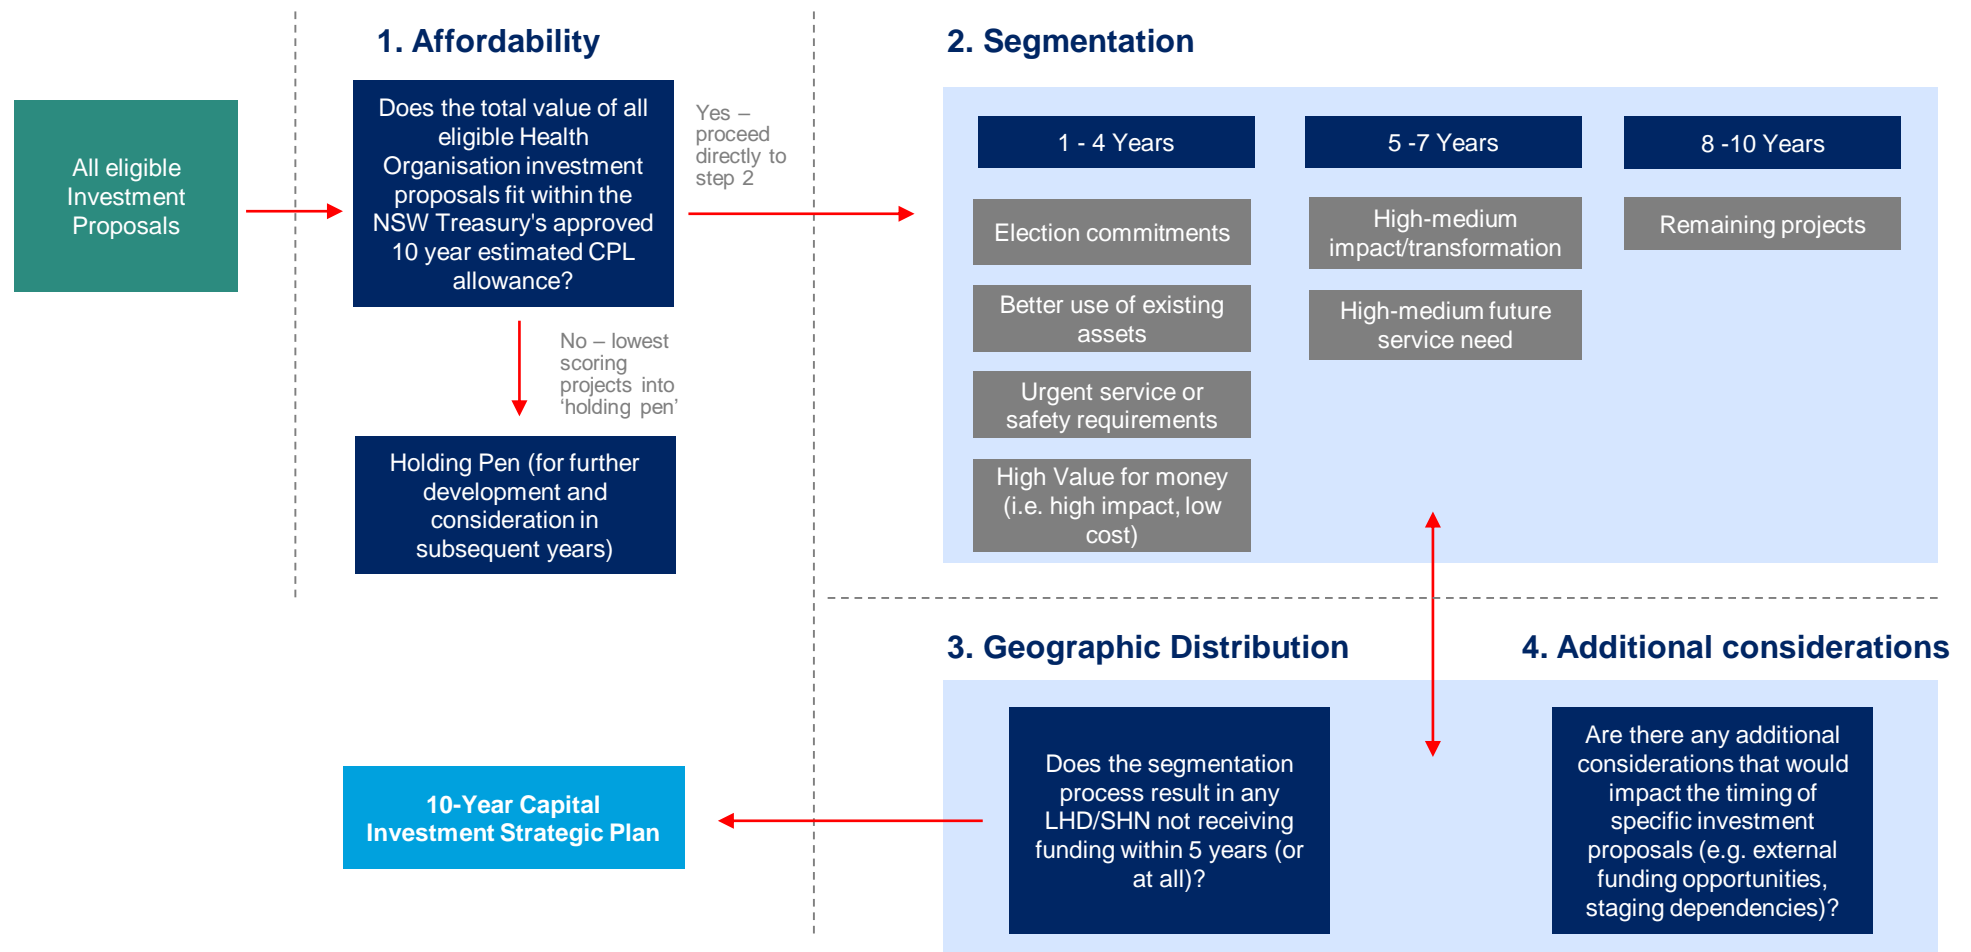 All eligible
Investment
Proposals
1. Affordability
Does the total value of all
eligible Health
Organisation investment
proposals fit within the
NSW Treasury's approved
10 year estimated CPL
allowance?
Yes –
proceed
directly to
step 2
No – lowest
scoring
projects into
‘holding pen’
Holding Pen (for further
development and
consideration in
subsequent years)
2. Segmentation
1 - 4 Years
Election commitments
Better use of existing
assets
Urgent service or
safety requirements
High Value for money
(i.e. high impact, low
cost)
5 -7 Years
High-medium
impact/transformation
High-medium future
service need
8 -10 Years
Remaining projects
3. Geographic Distribution
Does the segmentation
process result in any
LHD/SHN not receiving
funding within 5 years (or
at all)?
4. Additional considerations
Are there any additional
considerations that would
impact the timing of
specific investment
proposals (e.g. external
funding opportunities,
staging dependencies)?
10-Year Capital
Investment Strategic Plan